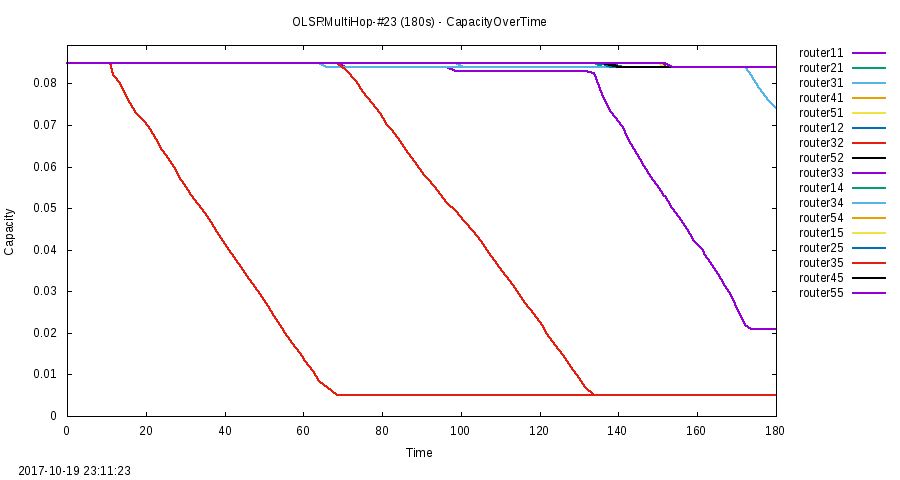 OLSRMultiHop-#23 (180s) - CapacityOverTime
router11
router21
router31
router41
router51
router12
router32
router52
router33
router14
router34
router54
router15
router25
router35
router45
router55
0.08
0.07
0.06
0.05
0.04
0.03
0.02
0.01
0
Capacity
0 20 40 60 80 100 120 140 160 180
Time
2017-10-19 23:11:23